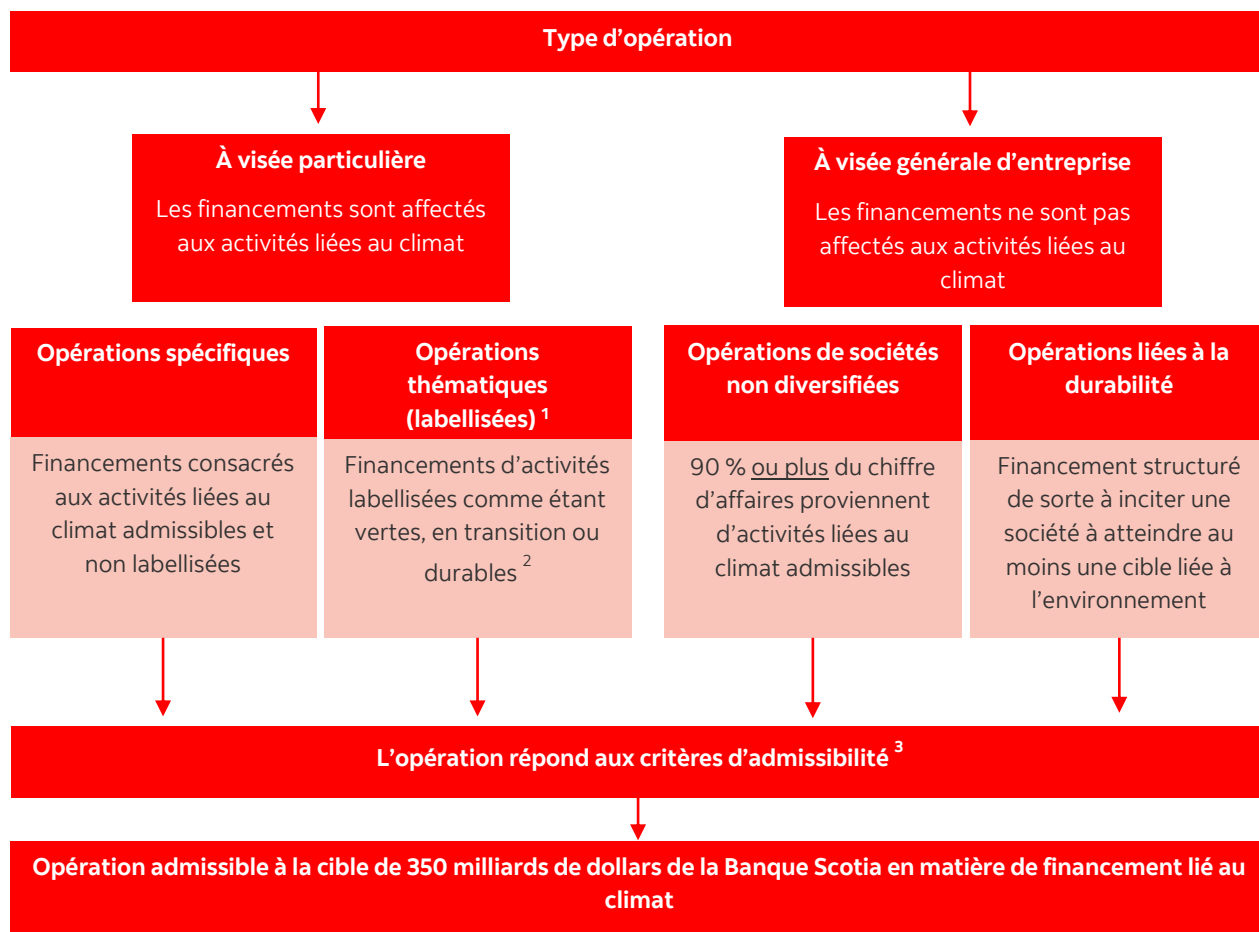 Type d'opération
À visée particulière
Les financements sont affectés
aux activités liées au climat
À visée générale d'entreprise
Les financements ne sont pas
affectés aux activités liées au
climat
Opérations spécifiques
Financements consacrés
aux activités liées au
climat admissibles et
non labellisées
Opérations
thématiques
(labellisées) 1
Financements d'activités
labellisées comme étant
vertes, en transition ou
durables 2
Opérations de sociétés
non diversifiées
90 % ou plus du chiffre
d'affaires proviennent
d'activités liées au
climat admissibles
Opérations liées à la
durabilité
Financement structuré
de sorte à inciter une
société à atteindre au
moins une cible liée à
l'environnement
L'opération répond aux critères d'admissibilité 3
Opération admissible à la cible de 350 milliards de dollars de la Banque Scotia en matière de financement lié au
climat